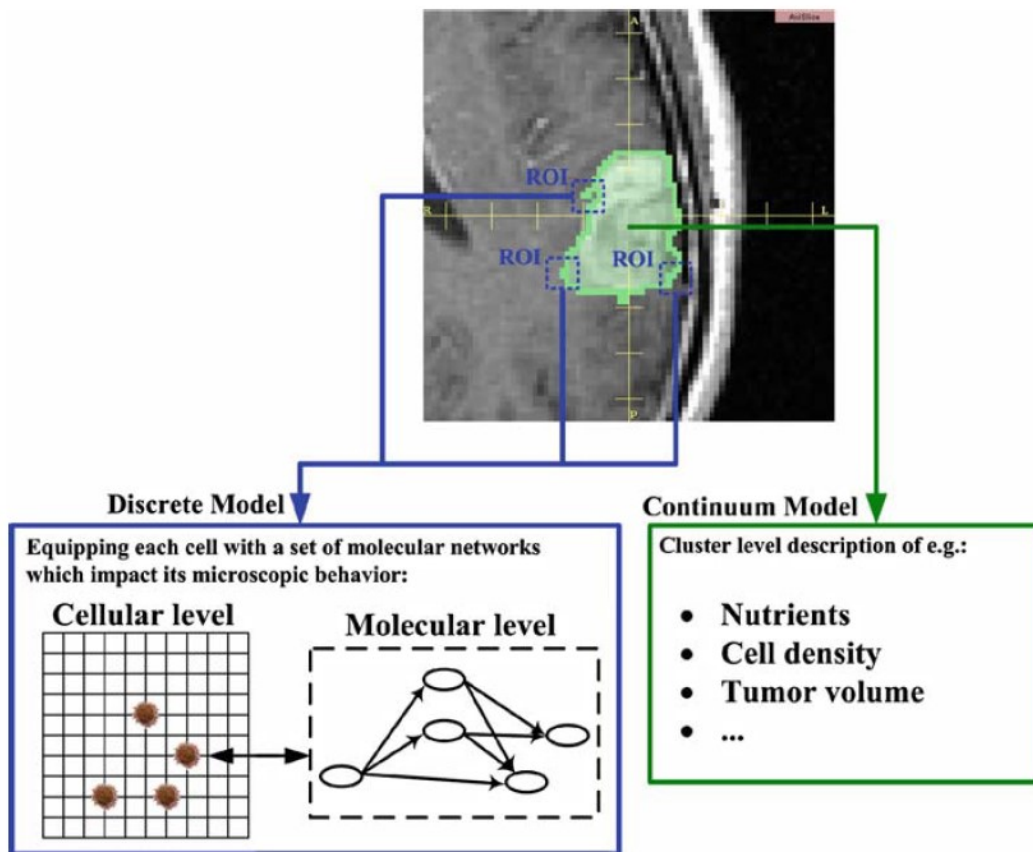 AxiSlice
A
ROI
R
L
ROI
ROI
P
Discrete Model
Equipping each cell with a set of molecular networks
which impact its microscopic behavior:
Cellular level
Molecular level
Continuum Model
Cluster level description of e.g.:
• Nutrients
• Cell density
• Tumor volume
• ...